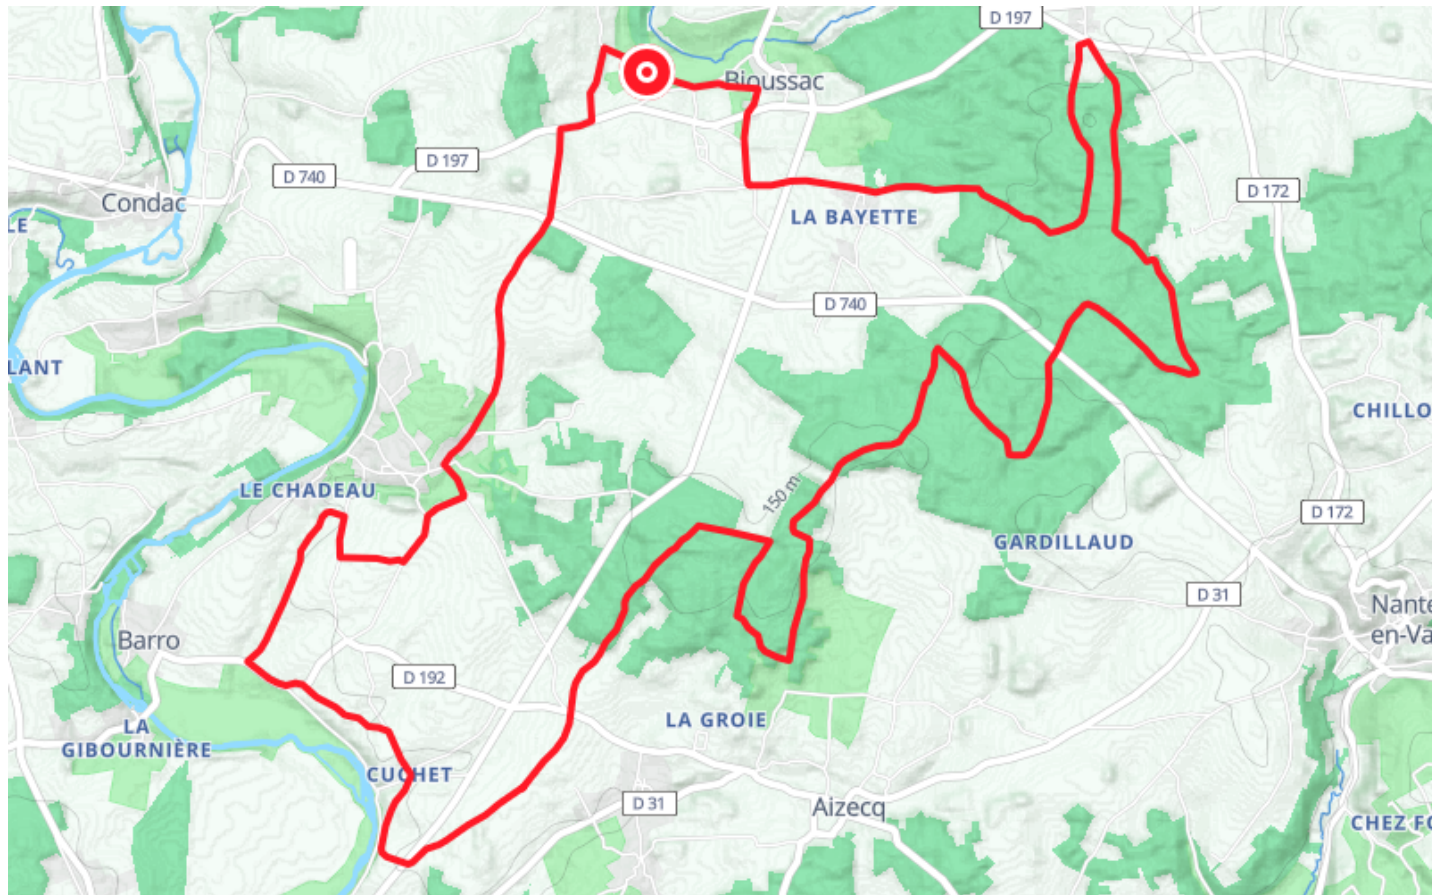 D 197
Bioussac
D 197
D 740
D 172
Condac
LE
LA BAYETTE
D 740
LANT
CHILLO
LE CHADEAU
150 m
D 172
GARDILLAUD
D 31
Nante
en-Va
Barro
D 192
LA GROIE
LA
GIBOURNIÈRE
CUCHET
D 31
Aizecq
CHEZ FO